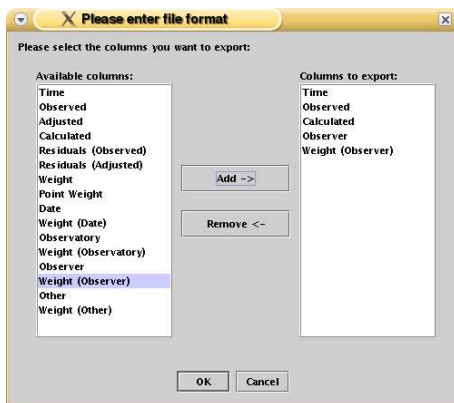 Please enter file format
Please select the columns you want to export:
Available columns:
Time
Observed
Adjusted
Calculated
Residuals (Observed)
Residuals (Adjusted)
Weight
Point Weight
Date
Weight (Date)
Observatory
Weight (Observatory)
Observer
Weight (Observer)
Other
Weight (Other)
Add ->
Remove <-
Columns to export:
Time
Observed
Calculated
Observer
Weight (Observer)
OK
Cancel